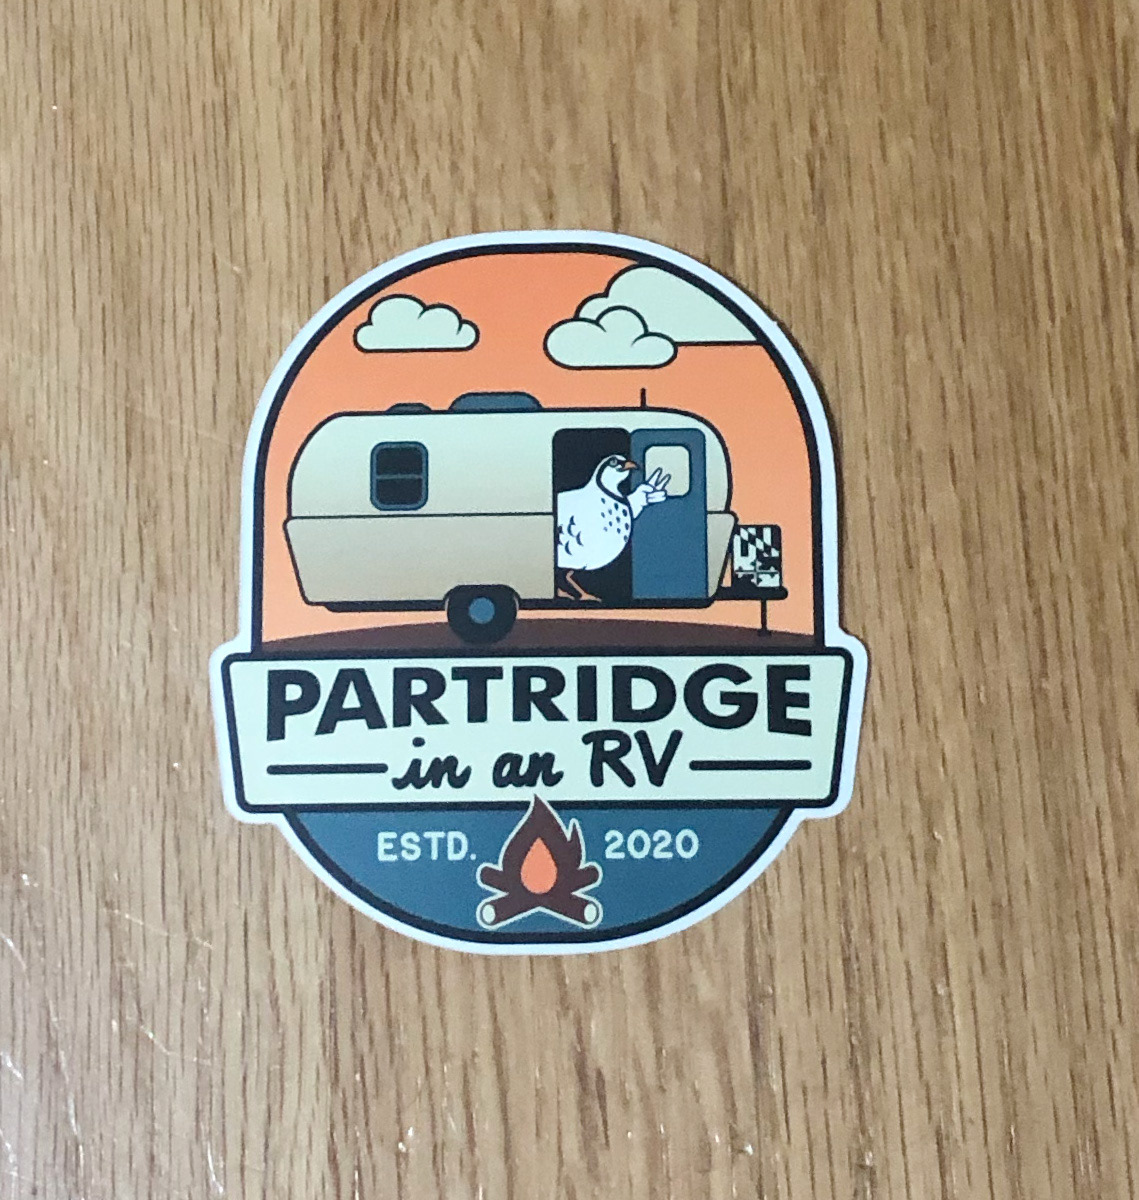 PARTRIDGE
in an RV
ESTD. 2020